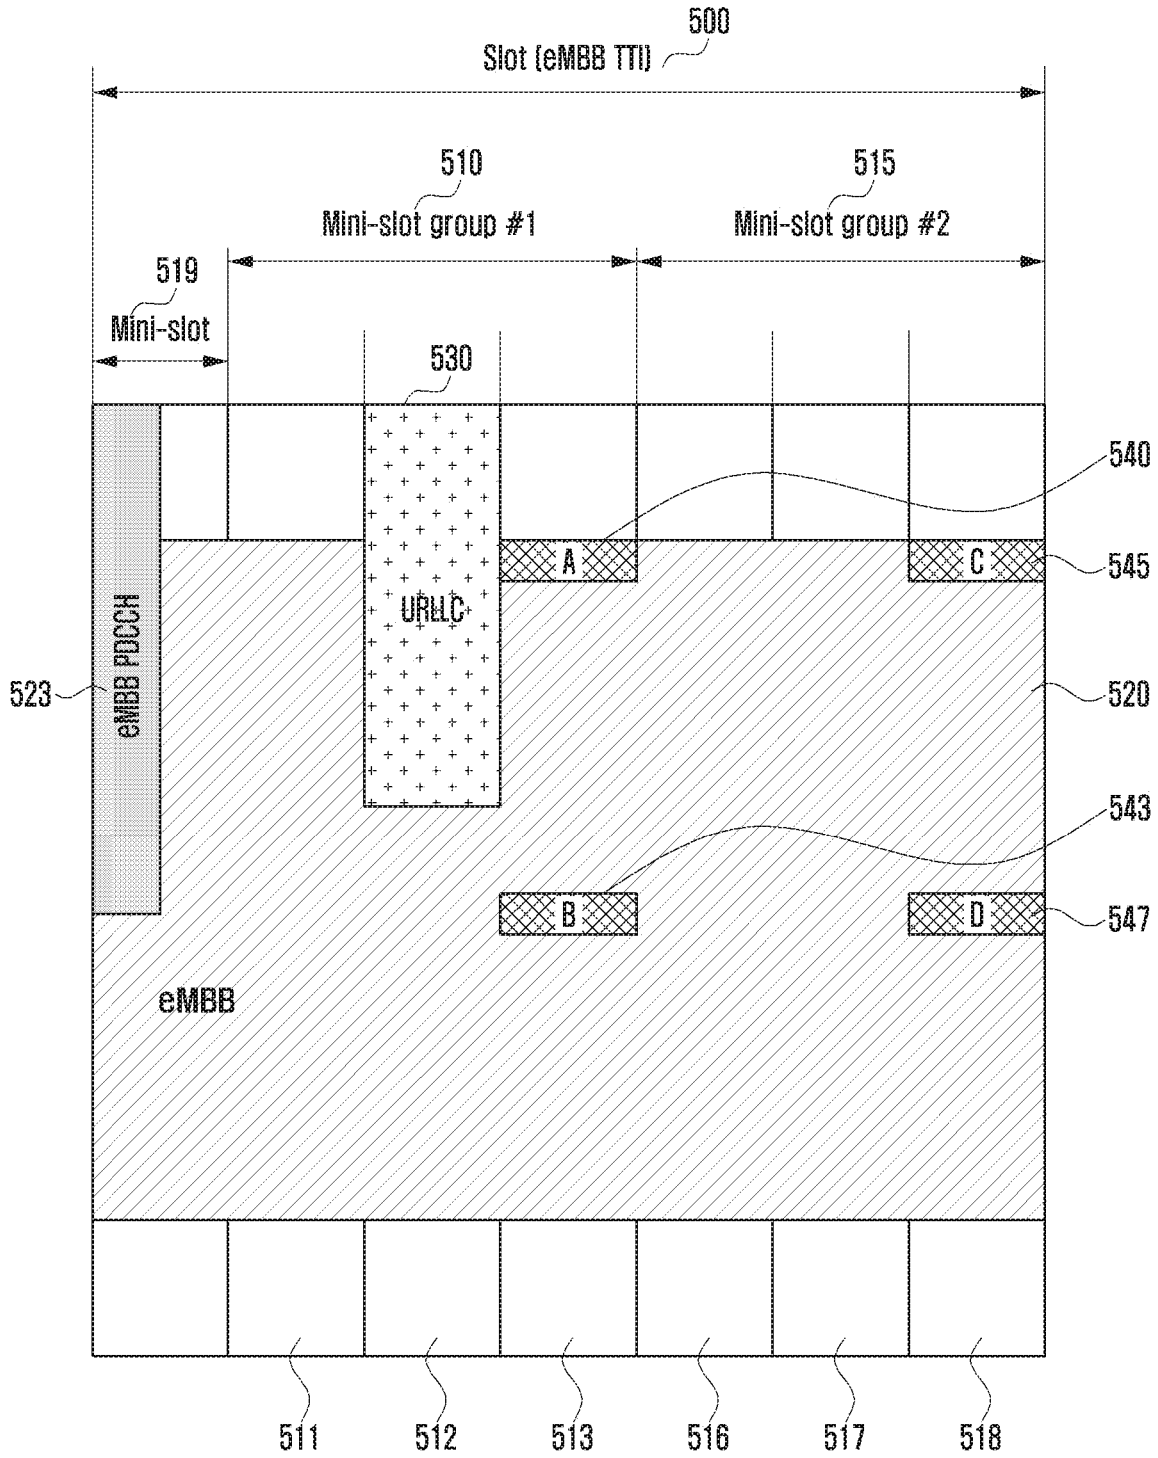 500
Slot (eMBB TTI)
510
515
Mini-slot group #1
Mini-slot group #2
519
Mini-slot
530
540
A
C
545
URLLC
eMBB PDCCH
523
520
543
B
D
547
eMBB
511
512
513
516
517
518